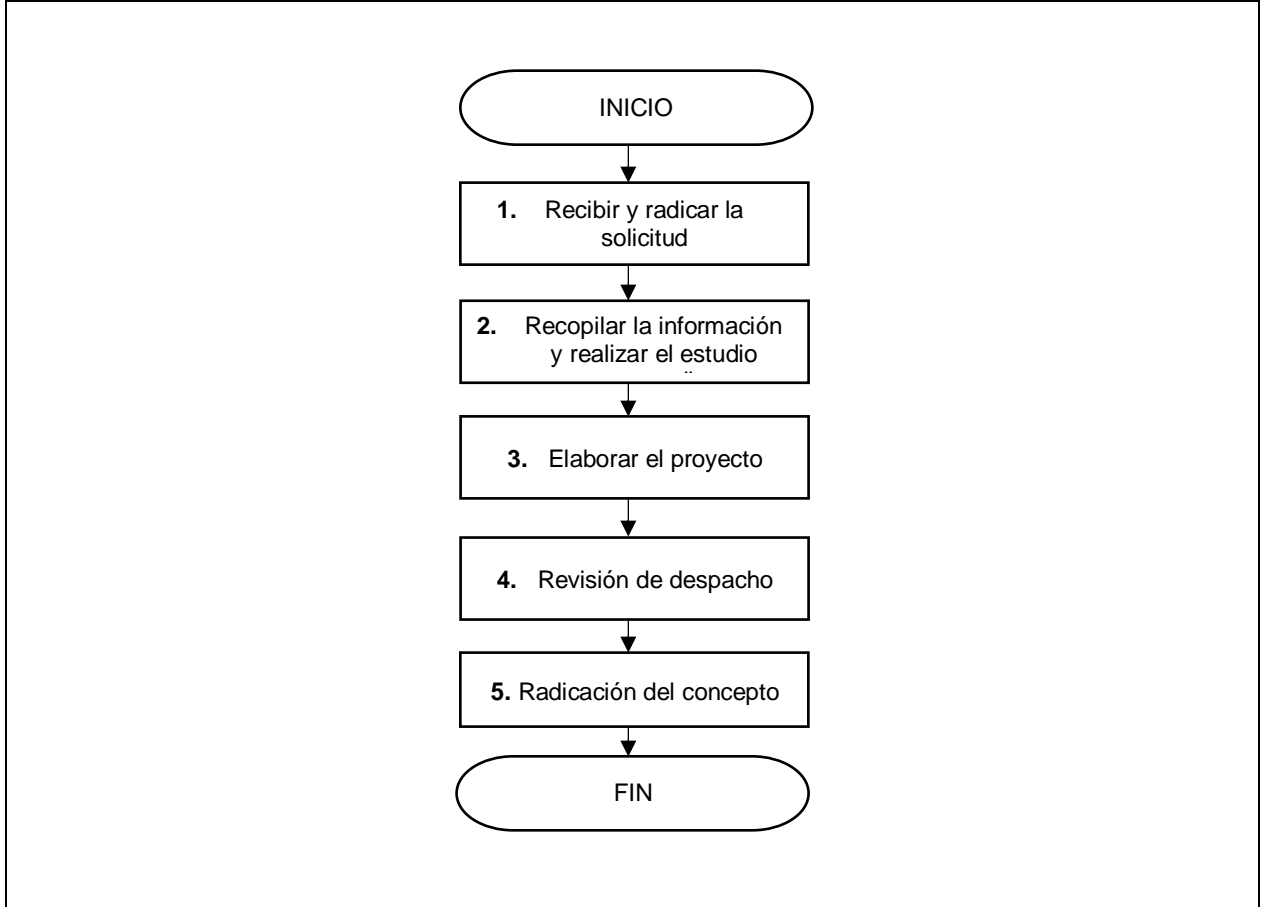 INICIO
1. Recibir y radicar la
solicitud
2. Recopilar la información
y realizar el estudio
3. Elaborar el proyecto
4. Revisión de despacho
5. Radicación del concepto
FIN